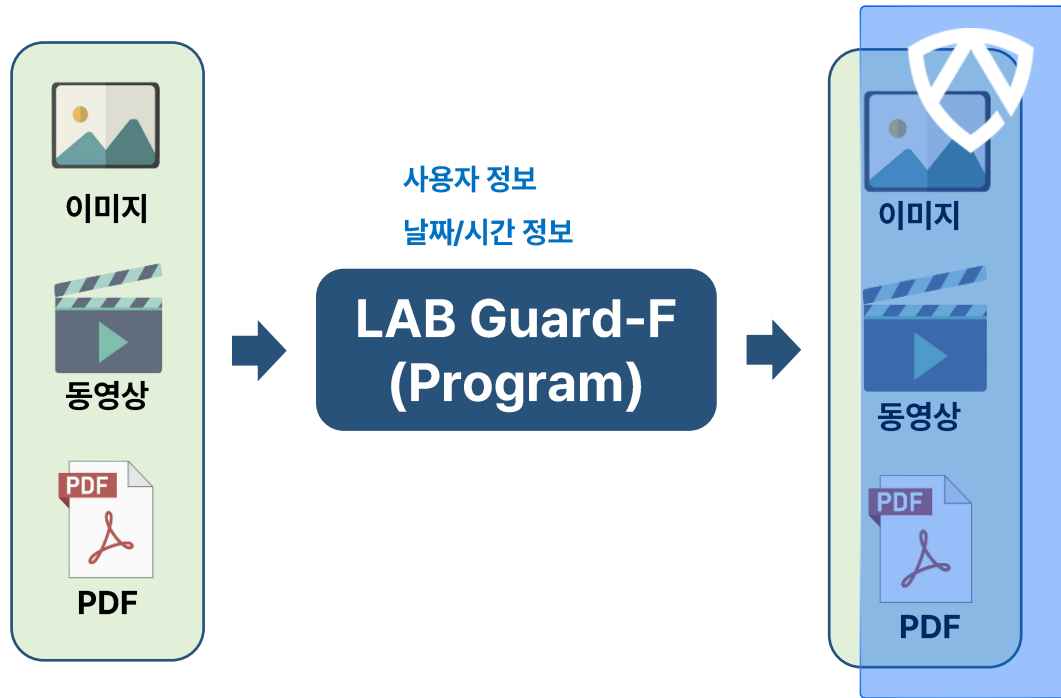 이미지
PDF
동영상
PDF
사용자 정보
날짜/시간 정보
LAB Guard-F
(Program)
이미지
동영상
PDF
PDF